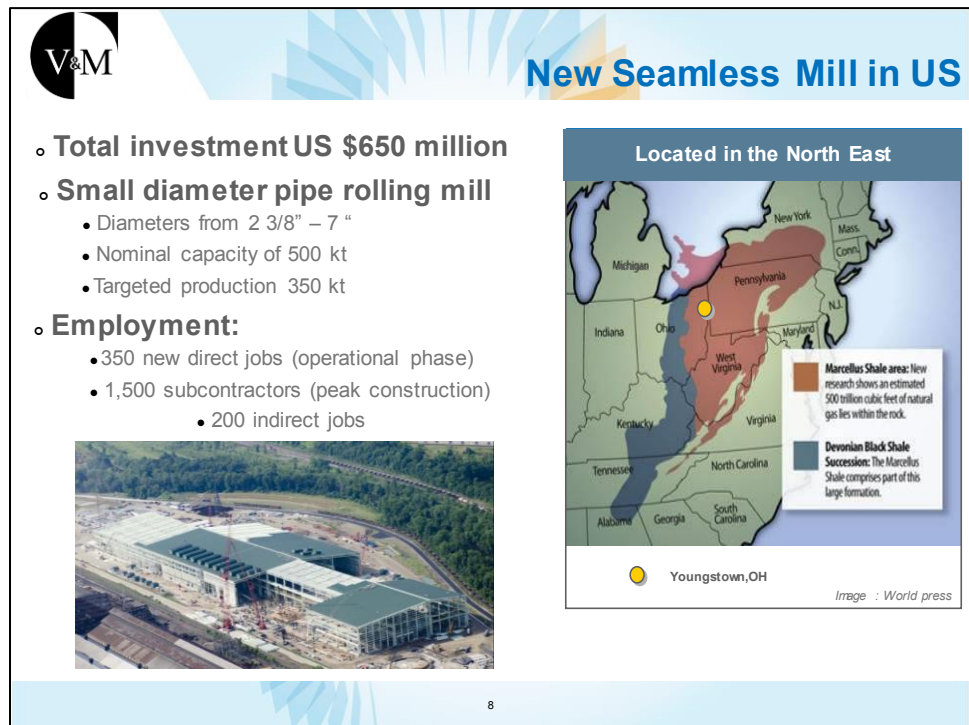 V&M
New Seamless Mill in US
Total investment US $650 million
Small diameter pipe rolling mill
Diameters from 2 3/8” – 7 “
Nominal capacity of 500 kt
Targeted production 350 kt
Employment:
350 new direct jobs (operational phase)
1,500 subcontractors (peak construction)
200 indirect jobs
Located in the North East
New York
Mass.
Conn.
Michigan
Pennsylvania
N.J.
Indiana
Ohio
Maryland
West
Virginia
Kentucky
Virginia
Tennessee
North Carolina
South
Carolina
Alabama
Georgia
Marcellus Shale area: New
research shows an estimated
500 trillion cubic feet of natural
gas lies within the rock.
Devonian Black Shale
Succession: The Marcellus
Shale comprises part of this
large formation.
Youngstown,OH
Image : World press
8